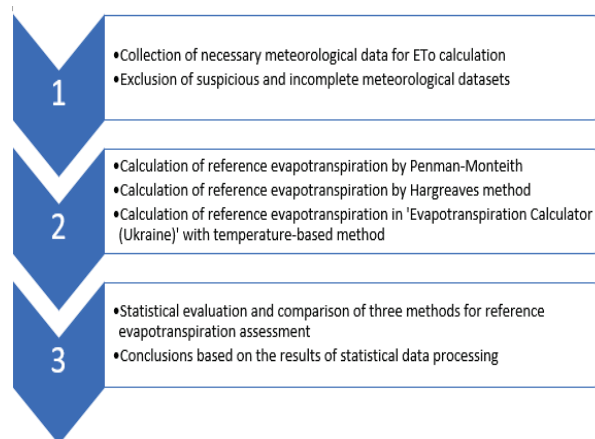 1
•Collection of necessary meteorological data for ETo calculation
•Exclusion of suspicious and incomplete meteorological datasets
2
•Calculation of reference evapotranspiration by Penman-Monteith
•Calculation of reference evapotranspiration by Hargreaves method
•Calculation of reference evapotranspiration in 'Evapotranspiration Calculator
(Ukraine)' with temperature-based method
3
•Statistical evaluation and comparison of three methods for reference
evapotranspiration assessment
•Conclusions based on the results of statistical data processing